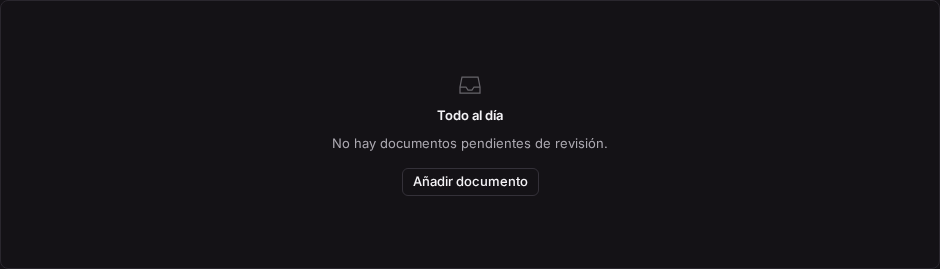 Todo al día
No hay documentos pendientes de revisión.
Añadir documento